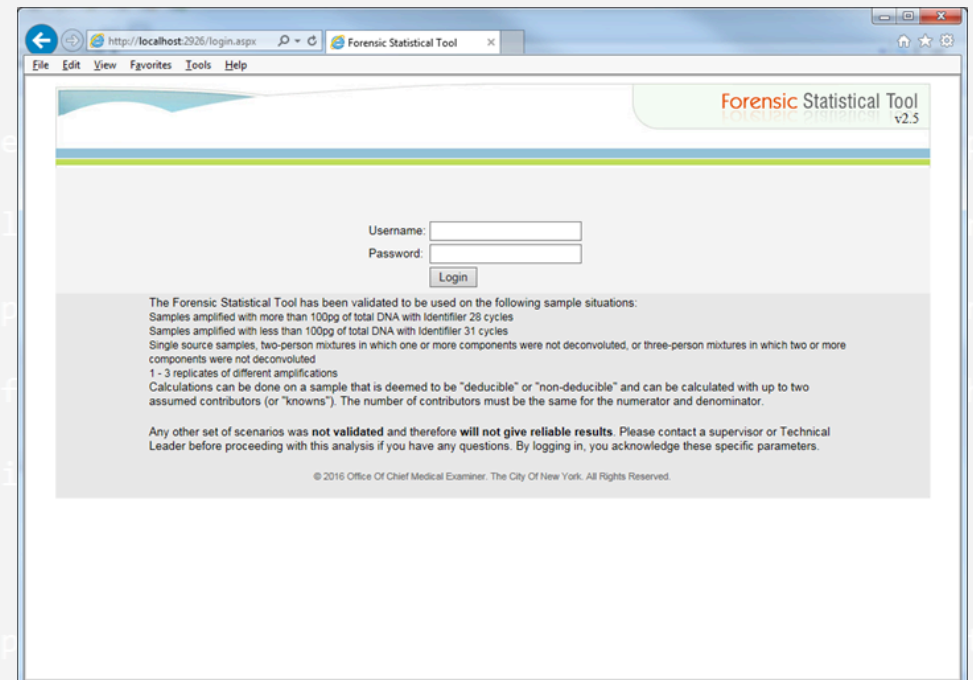 http://localhost:2926/login.aspx
Forensic Statistical Tool
File Edit View Favorites Tools Help
Forensic Statistical Tool
v2.5
Username:
Password:
Login
The Forensic Statistical Tool has been validated to be used on the following sample situations:
Samples amplified with more than 100pg of total DNA with Identifiler 28 cycles
Samples amplified with less than 100pg of total DNA with Identifiler 31 cycles
Single source samples, two-person mixtures in which one or more components were not deconvoluted, or three-person mixtures in which two or more
components were not deconvoluted
1 - 3 replicates of different amplifications
Calculations can be done on a sample that is deemed to be "deducible" or "non-deducible" and can be calculated with up to two
assumed contributors (or "knowns"). The number of contributors must be the same for the numerator and denominator.
Any other set of scenarios was not validated and therefore will not give reliable results. Please contact a supervisor or Technical
Leader before proceeding with this analysis if you have any questions. By logging in, you acknowledge these specific parameters.
© 2016 Office Of Chief Medical Examiner. The City Of New York. All Rights Reserved.